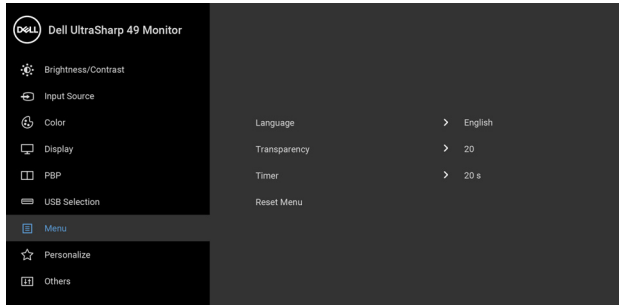 DELL Dell UltraSharp 49 Monitor
Brightness/Contrast
Input Source
Color
Language English
Display
Transparency 20
PBP
Timer 20 s
USB Selection
Reset Menu
Menu
Personalize
Others